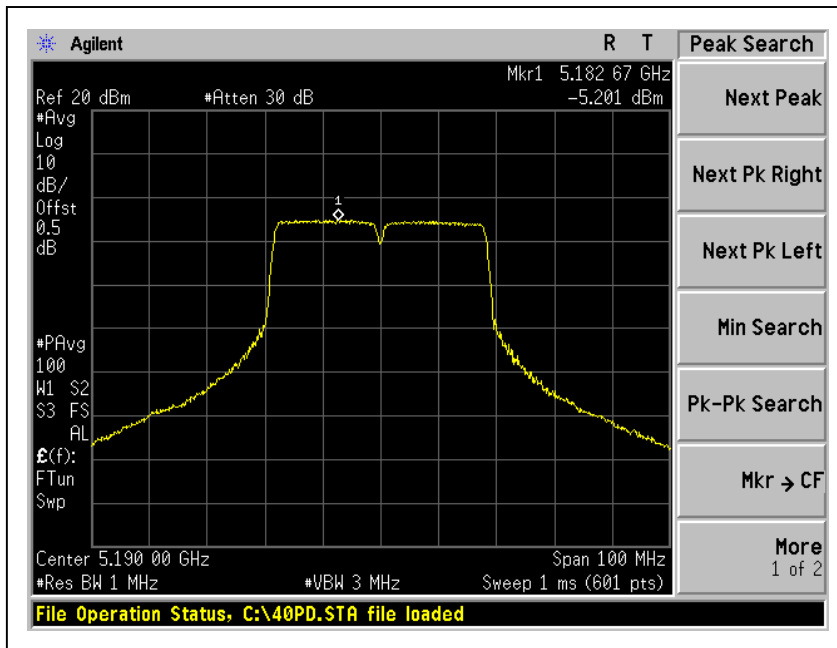 Agilent R T
Peak Search
Mkr1 5.182 67 GHz
Ref 20 dBm #Atten 30 dB -5.201 dBm
#Avg
Log
10
dB/
Offst
0.5
dB
1
#PAvg
100
W1 S2
S3 FS
AL
£(f):
FTun
Swp
Center 5.190 00 GHz Span 100 MHz
#Res BW 1 MHz #VBW 3 MHz Sweep 1 ms (601 pts)
File Operation Status, C:\40PD.STA file loaded
Next Peak
Next Pk Right
Next Pk Left
Min Search
Pk-Pk Search
Mkr → CF
More
1 of 2